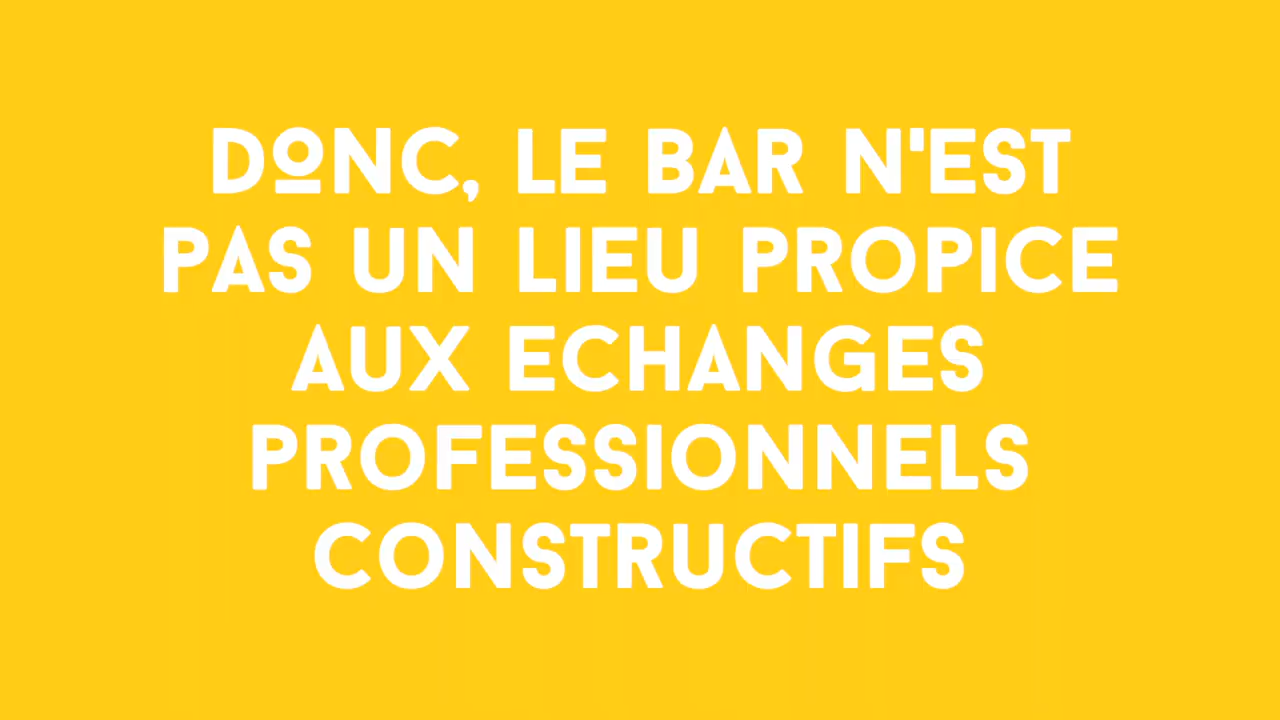 DONC, LE BAR N'EST
PAS UN LIEU PROPICE
AUX ECHANGES
PROFESSIONNELS
CONSTRUCTIFS